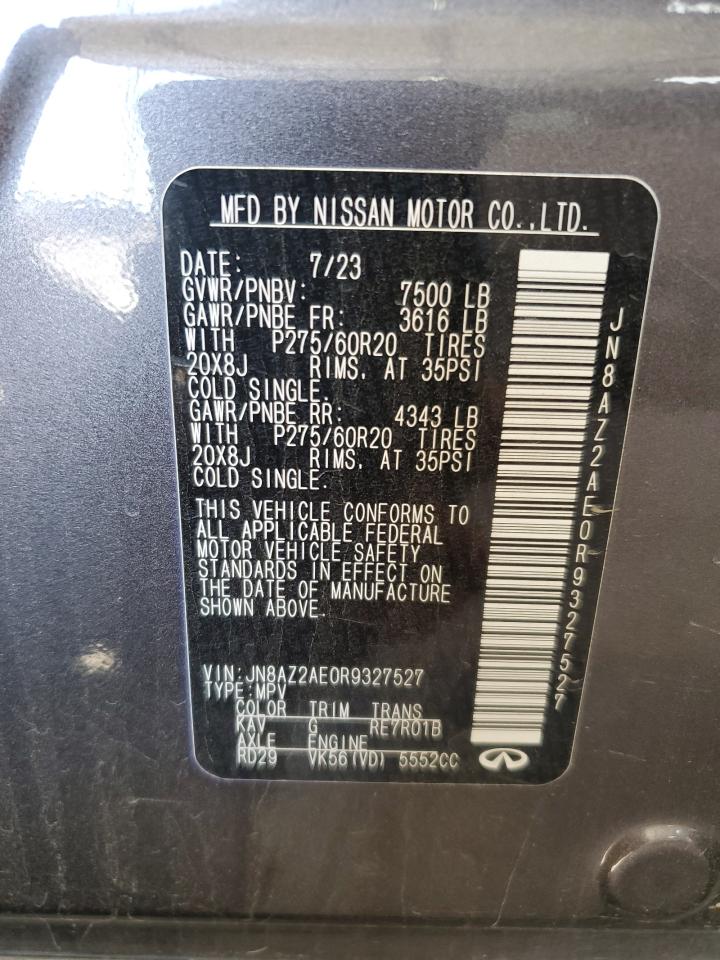 MFD BY NISSAN MOTOR CO.,LTD.
DATE: 7/23
GVWR/PNBV: 7500 LB
GAWR/PNBE FR: 3616 LB
WITH P275/60R20 TIRES
20X8J RIMS, AT 35PSI
COLD SINGLE.
GAWR/PNBE RR: 4343 LB
WITH P275/60R20 TIRES
20X8J RIMS, AT 35PSI
COLD SINGLE.
THIS VEHICLE CONFORMS TO
ALL APPLICABLE FEDERAL
MOTOR VEHICLE SAFETY
STANDARDS IN EFFECT ON
THE DATE OF MANUFACTURE
SHOWN ABOVE.
VIN:JN8AZ2AE0R9327527
TYPE:MPV
COLOR TRIM TRANS
KAV G RE7R01B
AXLE ENGINE
RD29 VK56(VD) 5552CC
JN8AZ2AE0R9327527